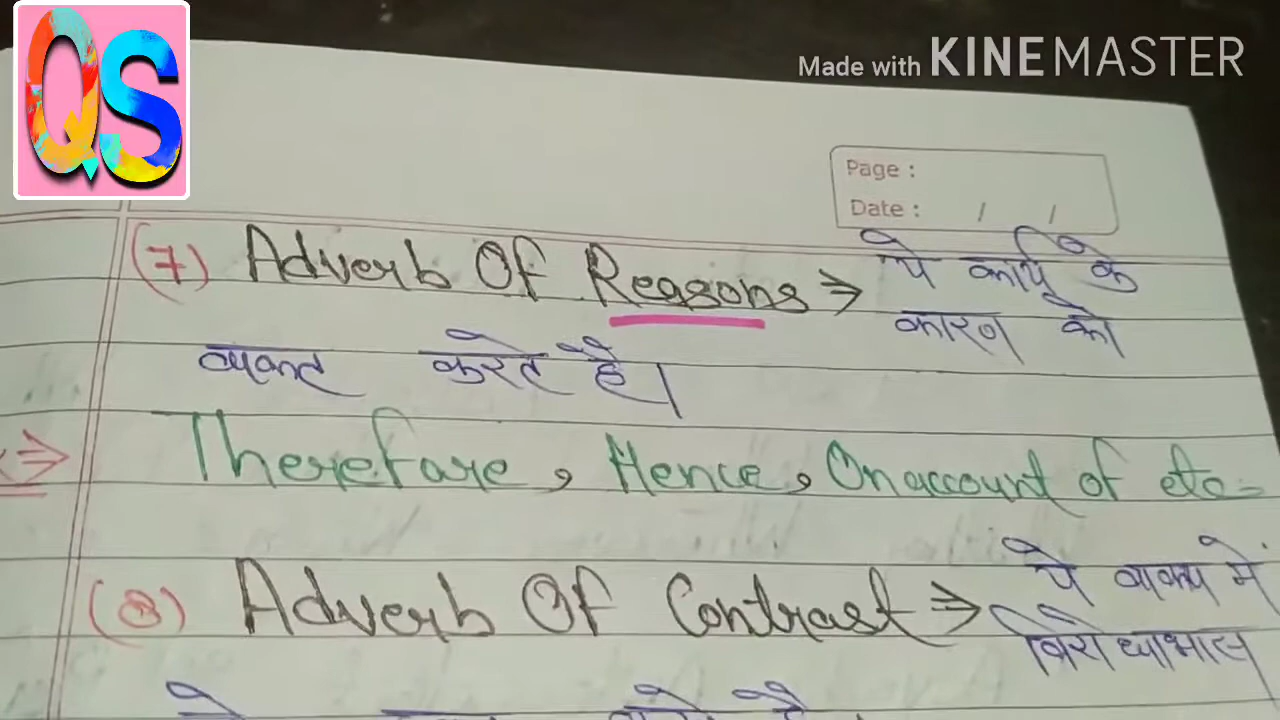 QS
Made with KINEMASTER
Page :
Date : / /
(7) Adverb Of Reasons ⇒ ये कार्य के
कारण को
व्यक्त करते है।
⇒ Therefore, Hence, On account of etc-
(8) Adverb Of Contrast ⇒ ये वाक्य में
विरोधाभास